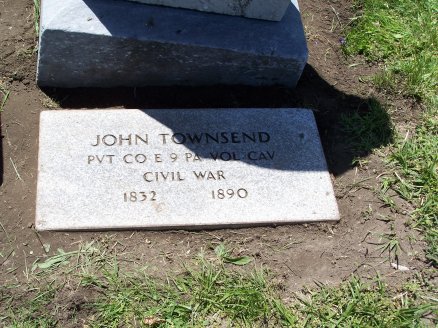 JOHN TOWNSEND
PVT CO E 9 PA VOL CAV
CIVIL WAR
1832 1890